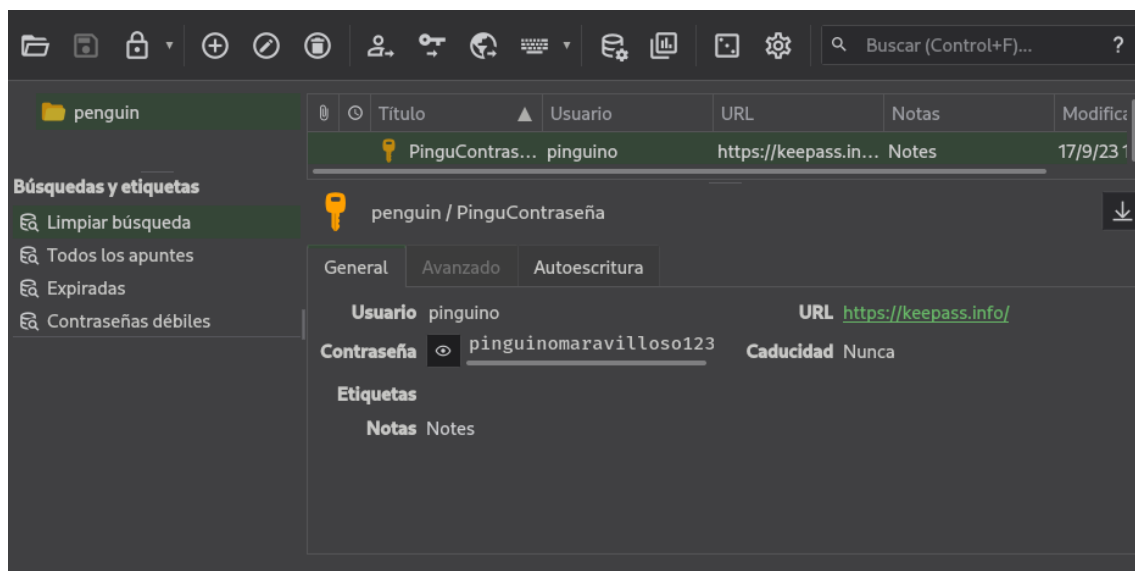 Buscar (Control+F)... ?
penguin
Título ▲ Usuario URL Notas Modifica
PinguContras... pinguino https://keepass.in... Notes 17/9/23 1
Búsquedas y etiquetas
Limpiar búsqueda
Todos los apuntes
Expiradas
Contraseñas débiles
penguin / PinguContraseña
General Avanzado Autoescritura
Usuario pinguino URL https://keepass.info/
Contraseña pinguinomaravilloso123 Caducidad Nunca
Etiquetas
Notas Notes